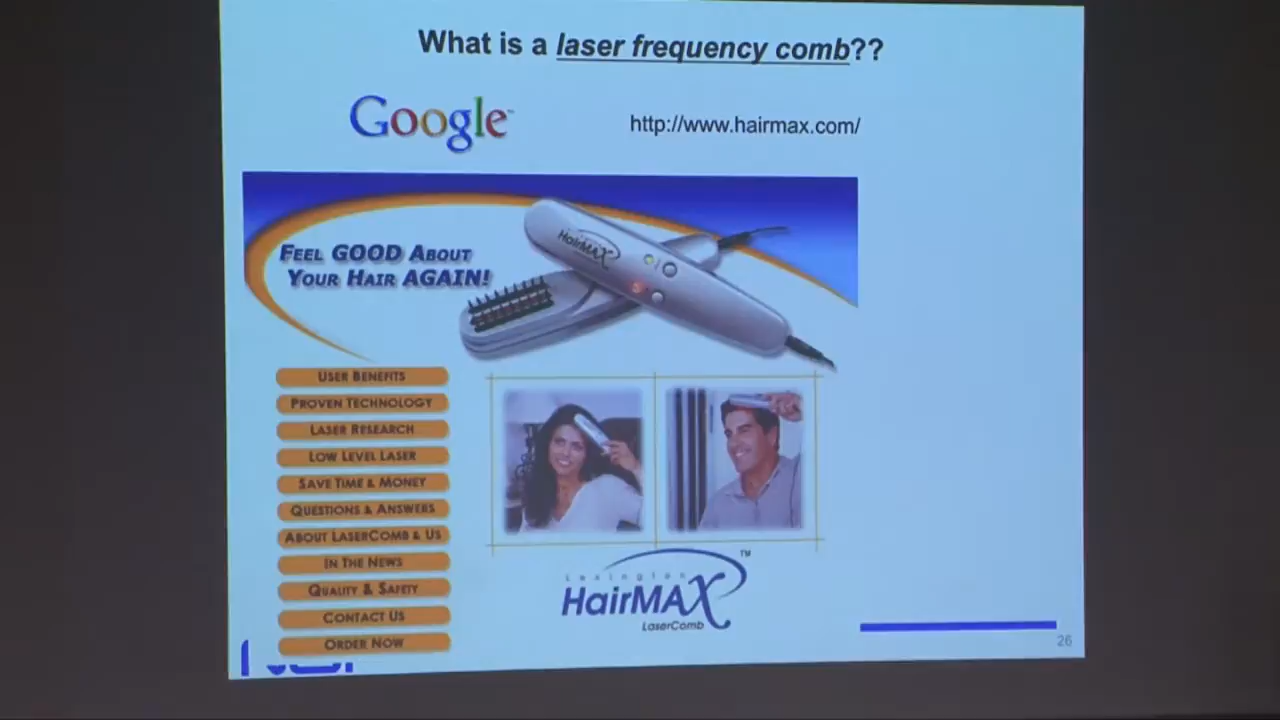 What is a laser frequency comb??
Google™
http://www.hairmax.com/
FEEL GOOD ABOUT
YOUR HAIR AGAIN!
HairMAX
USER BENEFITS
PROVEN TECHNOLOGY
LASER RESEARCH
LOW LEVEL LASER
SAVE TIME & MONEY
QUESTIONS & ANSWERS
ABOUT LASERCOMB & US
IN THE NEWS
QUALITY & SAFETY
CONTACT US
ORDER NOW
Lexington
HairMAX™
LaserComb
26